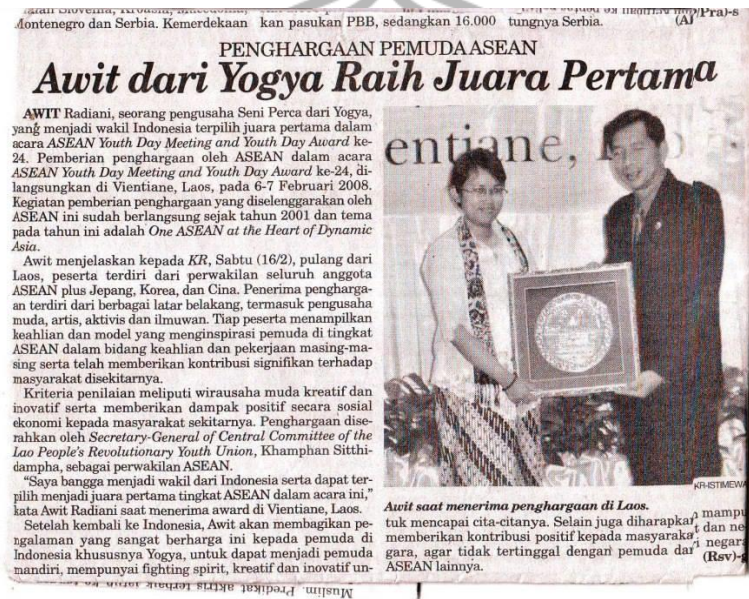 Montenegro dan Serbia. Kemerdekaan
kan pasukan PBB, sedangkan 16.000
tungnya Serbia.
(AP/Pra)-s
PENGHARGAAN PEMUDA ASEAN
Awit dari Yogya Raih Juara Pertama
AWIT Radiani, seorang pengusaha Seni Perca dari Yogya,
yang menjadi wakil Indonesia terpilih juara pertama dalam
acara ASEAN Youth Day Meeting and Youth Day Award ke-
24. Pemberian penghargaan oleh ASEAN dalam acara
ASEAN Youth Day Meeting and Youth Day Award ke-24, di-
langsungkan di Vientiane, Laos, pada 6-7 Februari 2008.
Kegiatan pemberian penghargaan yang diselenggarakan oleh
ASEAN ini sudah berlangsung sejak tahun 2001 dan tema
pada tahun ini adalah One ASEAN at the Heart of Dynamic
Asia.
Awit menjelaskan kepada KR, Sabtu (16/2), pulang dari
Laos, peserta terdiri dari perwakilan seluruh anggota
ASEAN plus Jepang, Korea, dan Cina. Penerima pengharga-
an terdiri dari berbagai latar belakang, termasuk pengusaha
muda, artis, aktivis dan ilmuwan. Tiap peserta menampilkan
keahlian dan model yang menginspirasi pemuda di tingkat
ASEAN dalam bidang keahlian dan pekerjaan masing-ma-
sing serta telah memberikan kontribusi signifikan terhadap
masyarakat disekitarnya.
Kriteria penilaian meliputi wirausaha muda kreatif dan
inovatif serta memberikan dampak positif secara sosial
ekonomi kepada masyarakat sekitarnya. Penghargaan dise-
rahkan oleh Secretary-General of Central Committee of the
Lao People's Revolutionary Youth Union, Khamphan Sitthi-
dampha, sebagai perwakilan ASEAN.
"Saya bangga menjadi wakil dari Indonesia serta dapat ter-
pilih menjadi juara pertama tingkat ASEAN dalam acara ini,"
kata Awit Radiani saat menerima award di Vientiane, Laos.
Setelah kembali ke Indonesia, Awit akan membagikan pe-
ngalaman yang sangat berharga ini kepada pemuda di
Indonesia khususnya Yogya, untuk dapat menjadi pemuda
mandiri, mempunyai fighting spirit, kreatif dan inovatif un-
entiane,
KR-ISTIMEWA
Awit saat menerima penghargaan di Laos.
tuk mencapai cita-citanya. Selain juga diharapkan mampu
memberikan kontribusi positif kepada masyarakat dan ne-
gara, agar tidak tertinggal dengan pemuda dari negara
ASEAN lainnya.
(Rsv)-g
Muslim. Predikat aktris terbaik jatuh ke